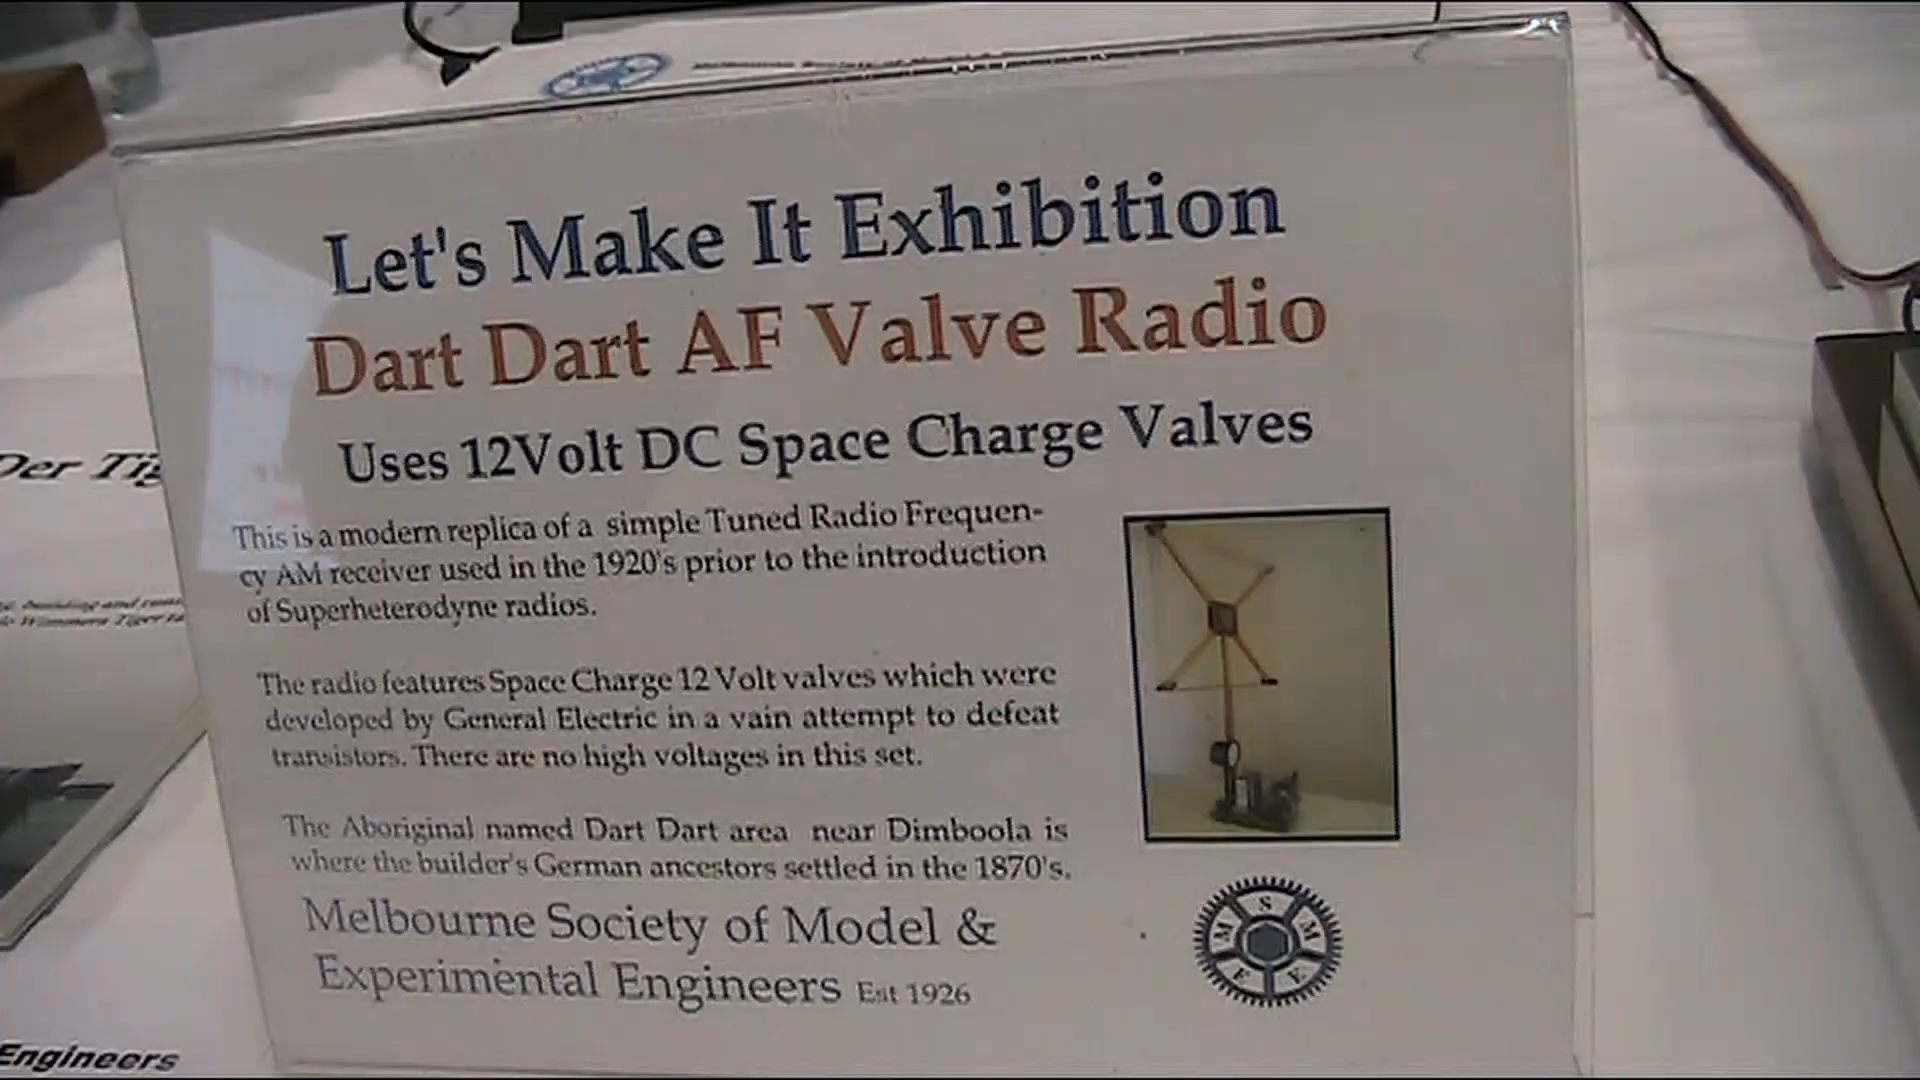 Let's Make It Exhibition
Dart Dart AF Valve Radio
Uses 12Volt DC Space Charge Valves
This is a modern replica of a simple Tuned Radio Frequen-
cy AM receiver used in the 1920's prior to the introduction
of Superheterodyne radios.
The radio features Space Charge 12 Volt valves which were
developed by General Electric in a vain attempt to defeat
transistors. There are no high voltages in this set.
The Aboriginal named Dart Dart area near Dimboola is
where the builder's German ancestors settled in the 1870's.
Melbourne Society of Model &
Experimental Engineers Est 1926
M S M E E
Der
building and
Wimmera
Engineers